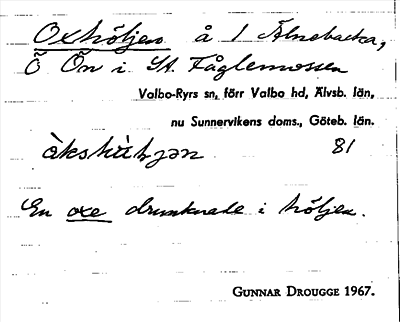 Oxhöljen å 1 Ålnebacka,
Ö Ön i St. Fåglemossen
Valbo-Ryrs sn, förr Valbo hd, Älvsb. län,
nu Sunnervikens doms., Göteb. län.
81
En oxe drunknade i höljen.
GUNNAR DROUGGE 1967.